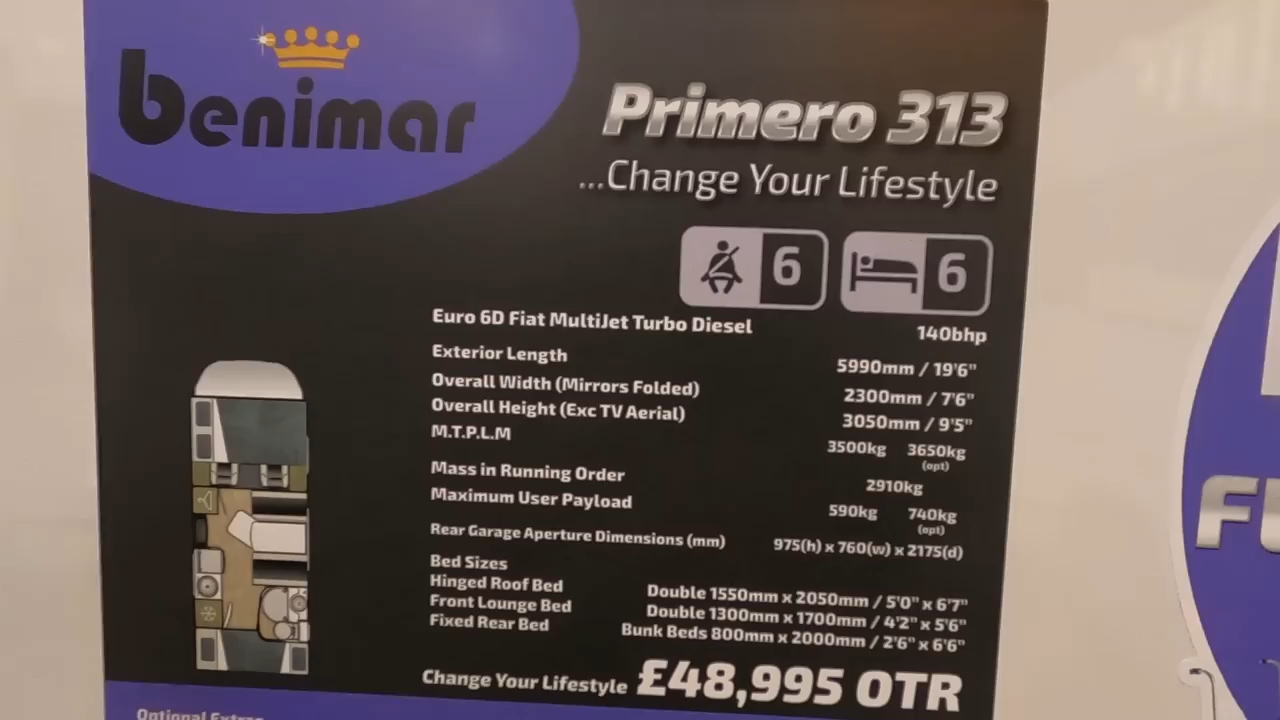 benimar
Primero 313
...Change Your Lifestyle
6 6
Euro 6D Fiat MultiJet Turbo Diesel 140bhp
Exterior Length 5990mm / 19'6"
Overall Width (Mirrors Folded) 2300mm / 7'6"
Overall Height (Exc TV Aerial) 3050mm / 9'5"
M.T.P.L.M 3500kg 3650kg
(opt)
Mass in Running Order 2910kg
Maximum User Payload 590kg 740kg
(opt)
Rear Garage Aperture Dimensions (mm) 975(h) x 760(w) x 2175(d)
Bed Sizes
Hinged Roof Bed Double 1550mm x 2050mm / 5'0" x 6'7"
Front Lounge Bed Double 1300mm x 1700mm / 4'2" x 5'6"
Fixed Rear Bed Bunk Beds 800mm x 2000mm / 2'6" x 6'6"
Change Your Lifestyle £48,995 OTR
Optional Extras